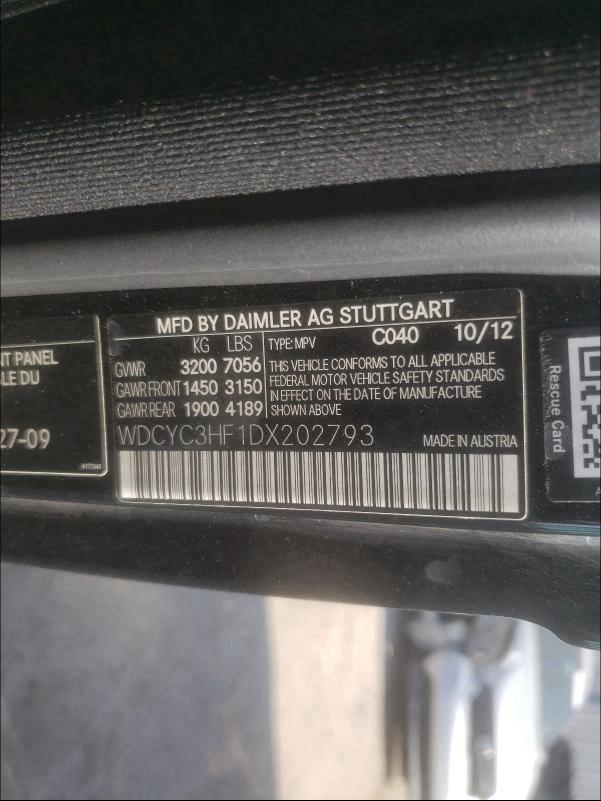 NT PANEL
LE DU
27-09
MFD BY DAIMLER AG STUTTGART
KG LBS TYPE: MPV C040 10/12
GVWR 3200 7056
GAWR FRONT 1450 3150
GAWR REAR 1900 4189
THIS VEHICLE CONFORMS TO ALL APPLICABLE
FEDERAL MOTOR VEHICLE SAFETY STANDARDS
IN EFFECT ON THE DATE OF MANUFACTURE
SHOWN ABOVE
WDCYC3HF1DX202793 MADE IN AUSTRIA
Rescue Card